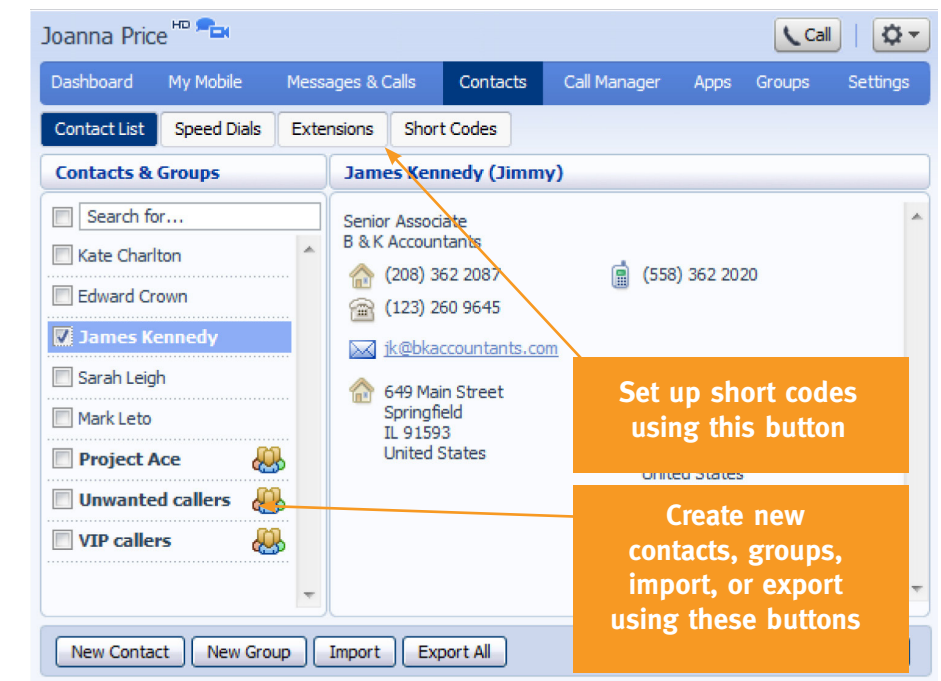 Joanna Price HD
Call
Dashboard My Mobile Messages & Calls Contacts Call Manager Apps Groups Settings
Contact List Speed Dials Extensions Short Codes
Contacts & Groups
Search for...
Kate Charlton
Edward Crown
James Kennedy
Sarah Leigh
Mark Leto
Project Ace
Unwanted callers
VIP callers
James Kennedy (Jimmy)
Senior Associate
B & K Accountants
(208) 362 2087 (558) 362 2020
(123) 260 9645
jk@bkaccountants.com
649 Main Street
Springfield
IL 91593
United States
United States
Set up short codes
using this button
Create new
contacts, groups,
import, or export
using these buttons
New Contact New Group Import Export All